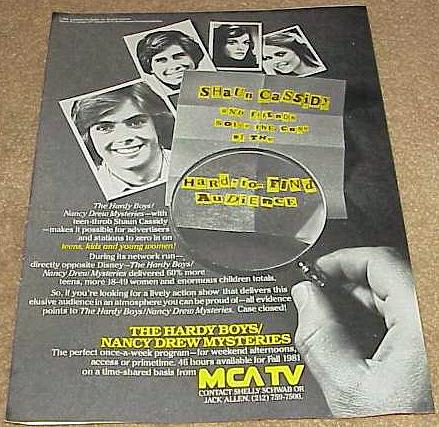 Shaun Cassidy
and Friends
solve the case
of the
Hard-to-Find
Audience
The Hardy Boys/
Nancy Drew Mysteries—with
teen-throb Shaun Cassidy
—makes it possible for advertisers
and stations to zero in on
teens, kids and young women!
During its network run—
directly opposite Disney—The Hardy Boys/
Nancy Drew Mysteries delivered 60% more
teens, more 18-49 women and enormous children totals.
So, if you're looking for a lively action show that delivers this
elusive audience in an atmosphere you can be proud of—all evidence
points to The Hardy Boys/Nancy Drew Mysteries. Case closed!
THE HARDY BOYS/
NANCY DREW MYSTERIES
The perfect once-a-week program—for weekend afternoons,
access or primetime. 46 hours available for Fall 1981
on a time-shared basis from MCA TV
CONTACT SHELLY SCHWAB OR
JACK ALLEN, (212) 759-7500.